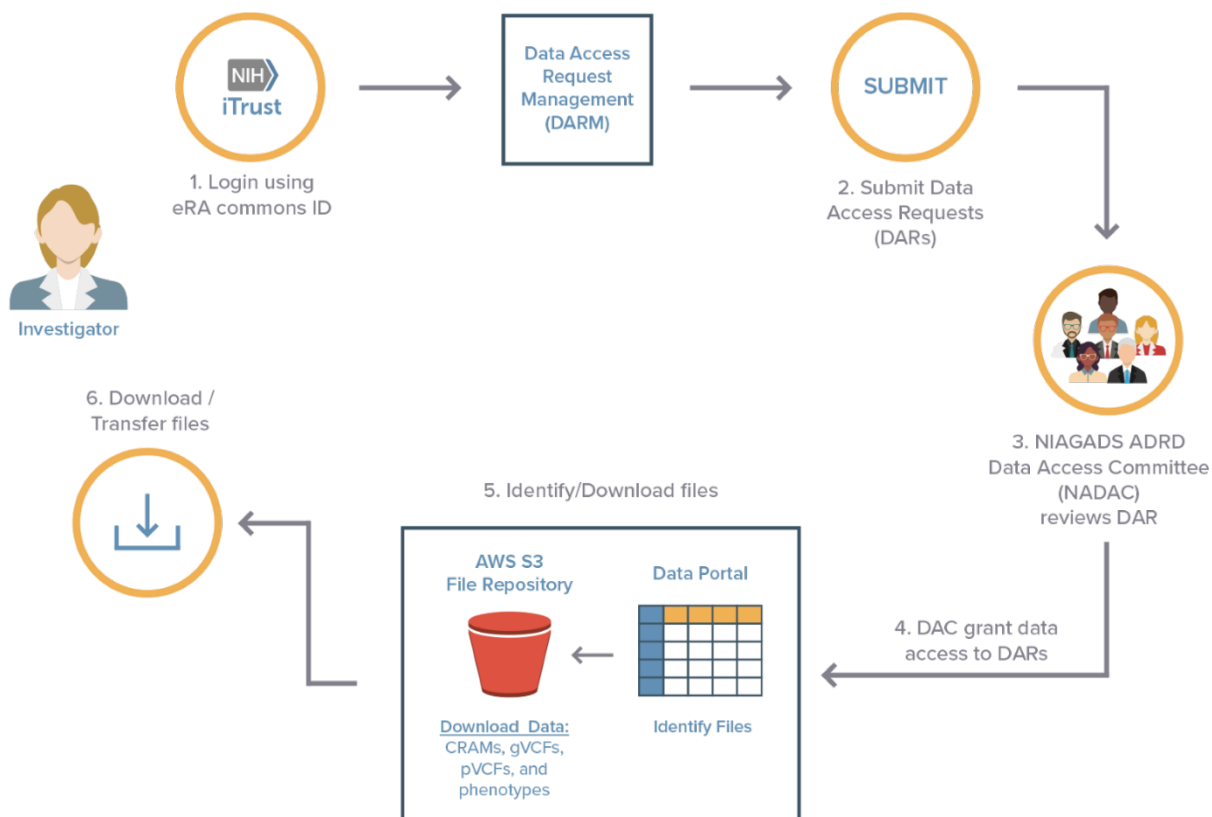 NIH
iTrust
1. Login using
eRA commons ID
Data Access
Request
Management
(DARM)
SUBMIT
2. Submit Data
Access Requests
(DARs)
Investigator
3. NIAGADS ADRD
Data Access Committee
(NADAC)
reviews DAR
4. DAC grant data
access to DARs
5. Identify/Download files
AWS S3
File Repository
Data Portal
Download Data:
CRAMs, gVCFs,
pVCFs, and
phenotypes
Identify Files
6. Download /
Transfer files